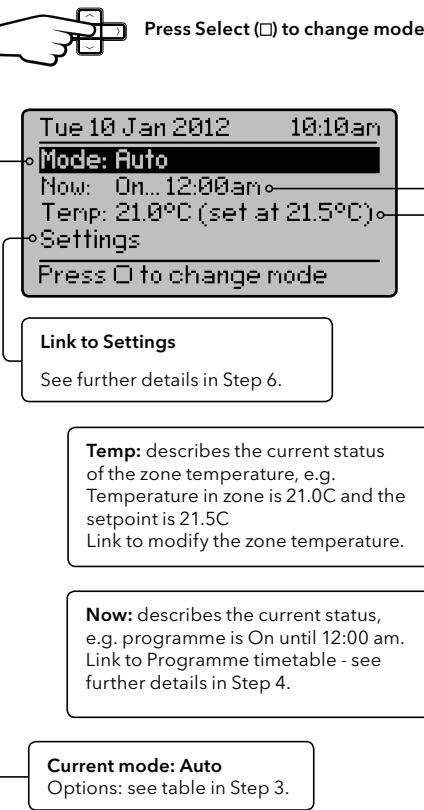 Press Select (□) to change mode
Tue 10 Jan 2012 10:10am
Mode: Auto
Now: On... 12:00am
Temp: 21.0°C (set at 21.5°C)
Settings
Press □ to change mode
Link to Settings
See further details in Step 6.
Temp: describes the current status
of the zone temperature, e.g.
Temperature in zone is 21.0C and the
setpoint is 21.5C
Link to modify the zone temperature.
Now: describes the current status,
e.g. programme is On until 12:00 am.
Link to Programme timetable - see
further details in Step 4.
Current mode: Auto
Options: see table in Step 3.